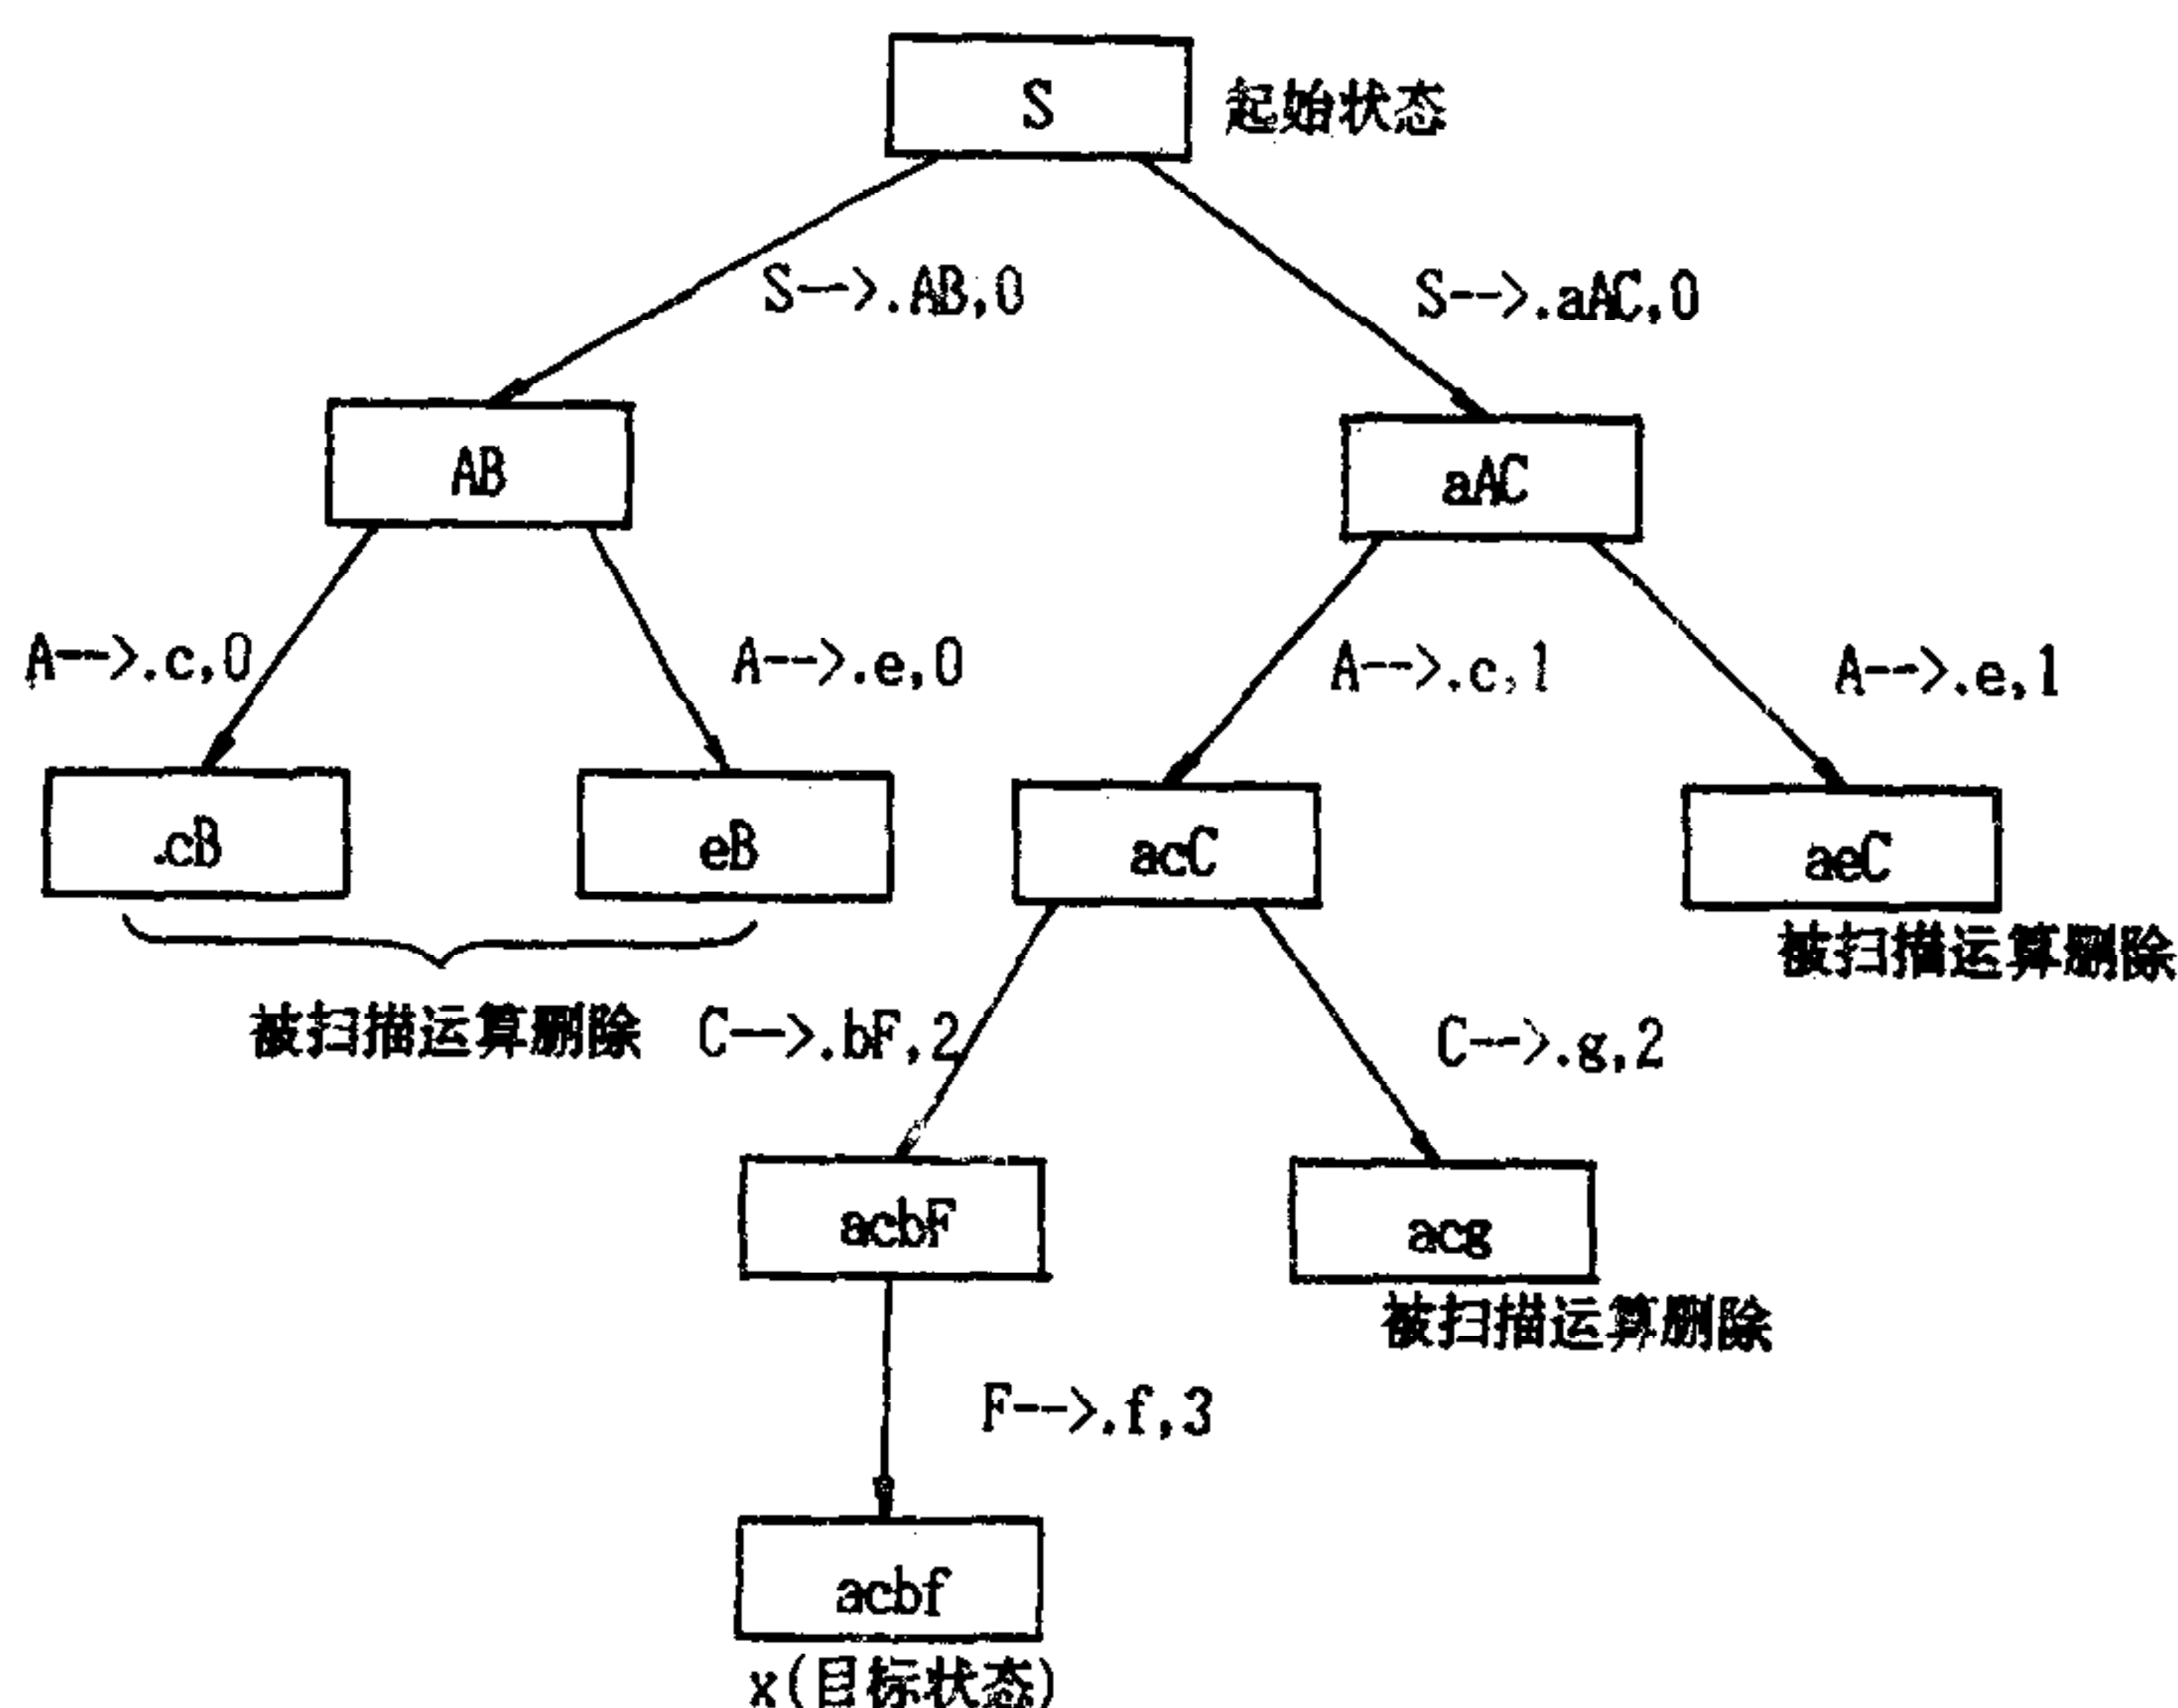 S
起始状态
S-->.AB,0
S-->.aAC,0
AB
aAC
A-->.c,0
A-->.e,0
A-->.c,1
A-->.e,1
.cB
eB
acC
aeC
被扫描运算删除
被扫描运算删除
C-->.bF,2
C-->.g,2
acbF
acg
被扫描运算删除
F-->.f,3
acbf
x(目标状态)